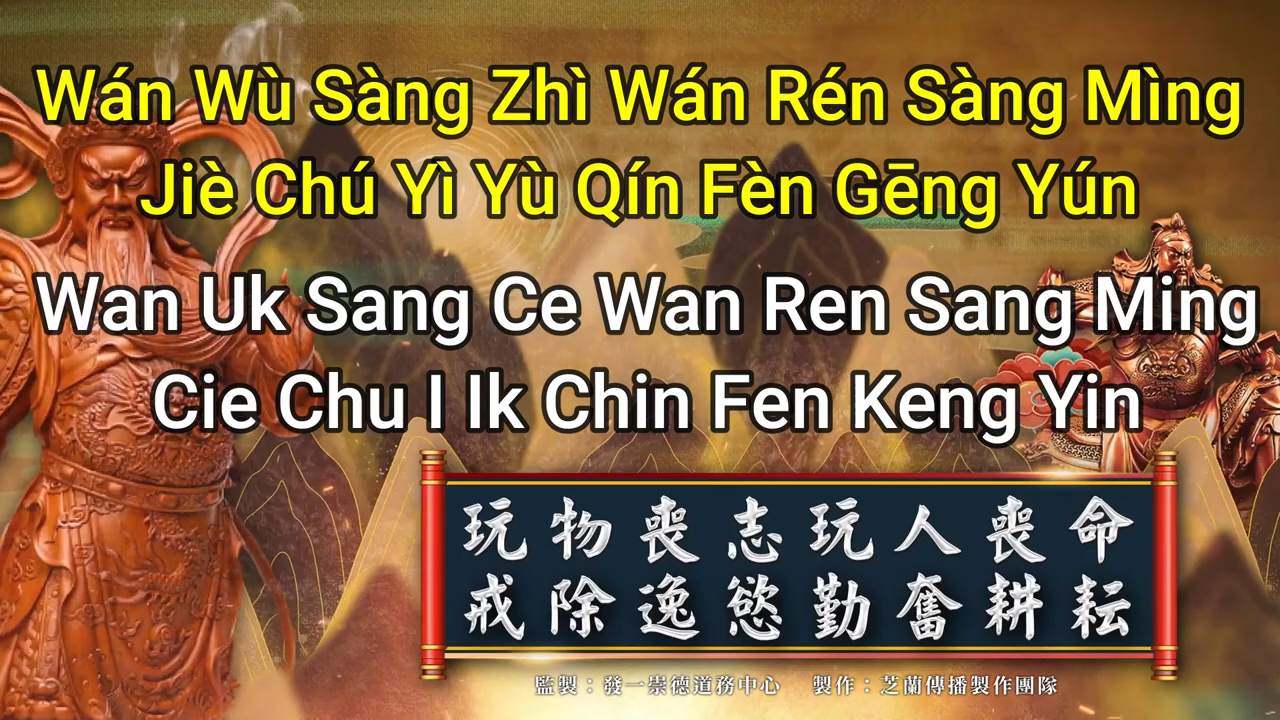 Wán Wù Sàng Zhì Wán Rén Sàng Mìng
Jiè Chú Yì Yù Qín Fèn Gēng Yún
Wan Uk Sang Ce Wan Ren Sang Ming
Cie Chu I Ik Chin Fen Keng Yin
玩物喪志玩人喪命
戒除逸慾勤奮耕耘
監製：發一崇德道務中心 製作：芝蘭傳播製作團隊